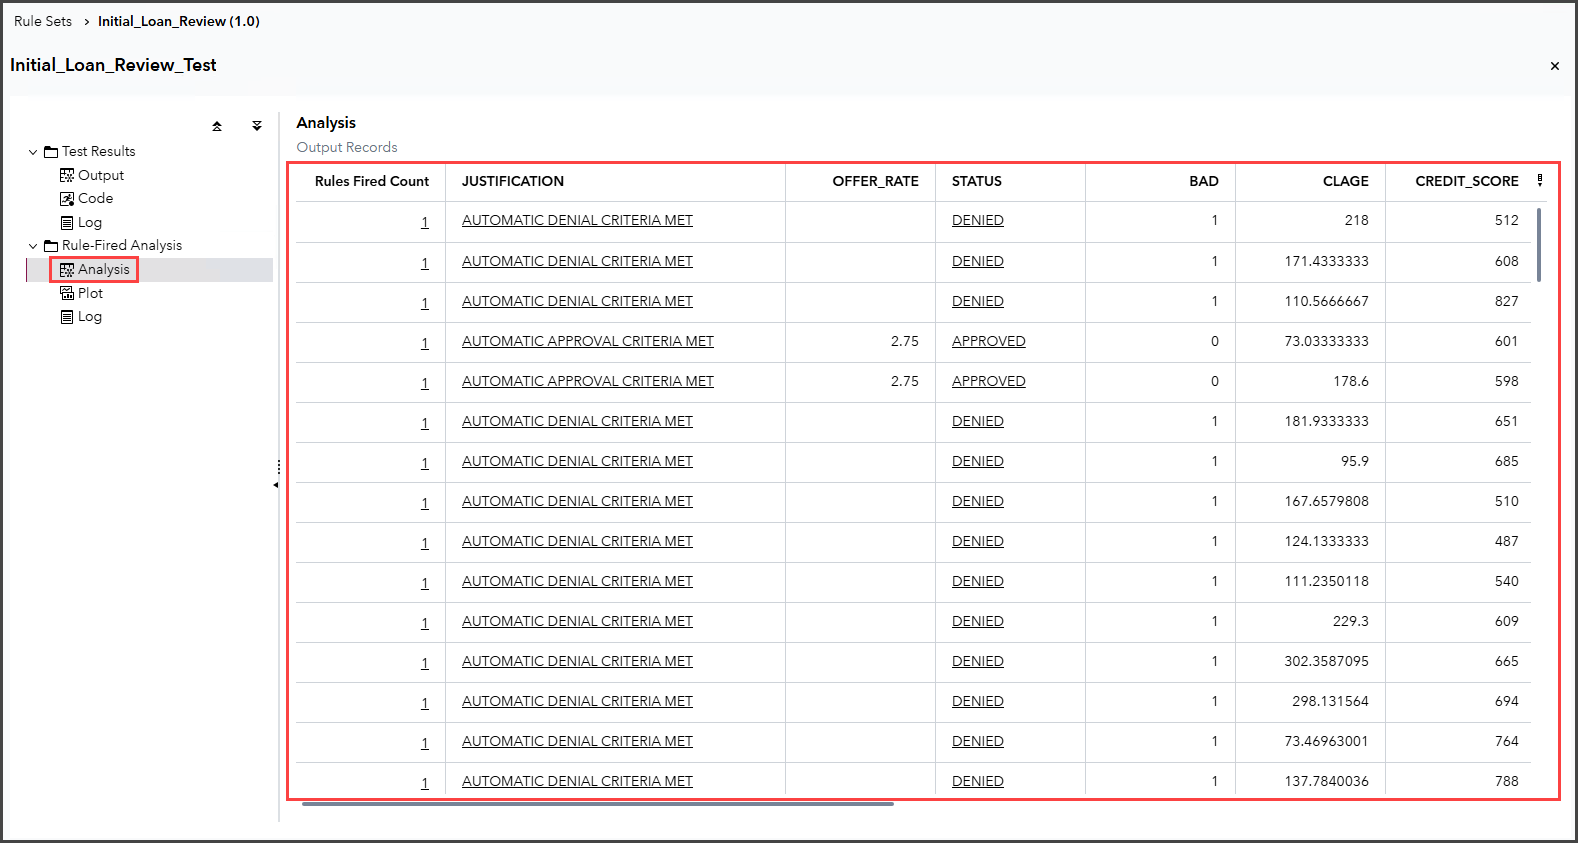 Rule Sets > Initial_Loan_Review (1.0)
Initial_Loan_Review_Test
Test Results
Output
Code
Log
Rule-Fired Analysis
Analysis
Plot
Log
Analysis
Output Records
Rules Fired Count JUSTIFICATION OFFER_RATE STATUS BAD CLAGE CREDIT_SCORE
1 AUTOMATIC DENIAL CRITERIA MET DENIED 1 218 512
1 AUTOMATIC DENIAL CRITERIA MET DENIED 1 171.4333333 608
1 AUTOMATIC DENIAL CRITERIA MET DENIED 1 110.5666667 827
1 AUTOMATIC APPROVAL CRITERIA MET 2.75 APPROVED 0 73.03333333 601
1 AUTOMATIC APPROVAL CRITERIA MET 2.75 APPROVED 0 178.6 598
1 AUTOMATIC DENIAL CRITERIA MET DENIED 1 181.9333333 651
1 AUTOMATIC DENIAL CRITERIA MET DENIED 1 95.9 685
1 AUTOMATIC DENIAL CRITERIA MET DENIED 1 167.6579808 510
1 AUTOMATIC DENIAL CRITERIA MET DENIED 1 124.1333333 487
1 AUTOMATIC DENIAL CRITERIA MET DENIED 1 111.2350118 540
1 AUTOMATIC DENIAL CRITERIA MET DENIED 1 229.3 609
1 AUTOMATIC DENIAL CRITERIA MET DENIED 1 302.3587095 665
1 AUTOMATIC DENIAL CRITERIA MET DENIED 1 298.131564 694
1 AUTOMATIC DENIAL CRITERIA MET DENIED 1 73.46963001 764
1 AUTOMATIC DENIAL CRITERIA MET DENIED 1 137.7840036 788